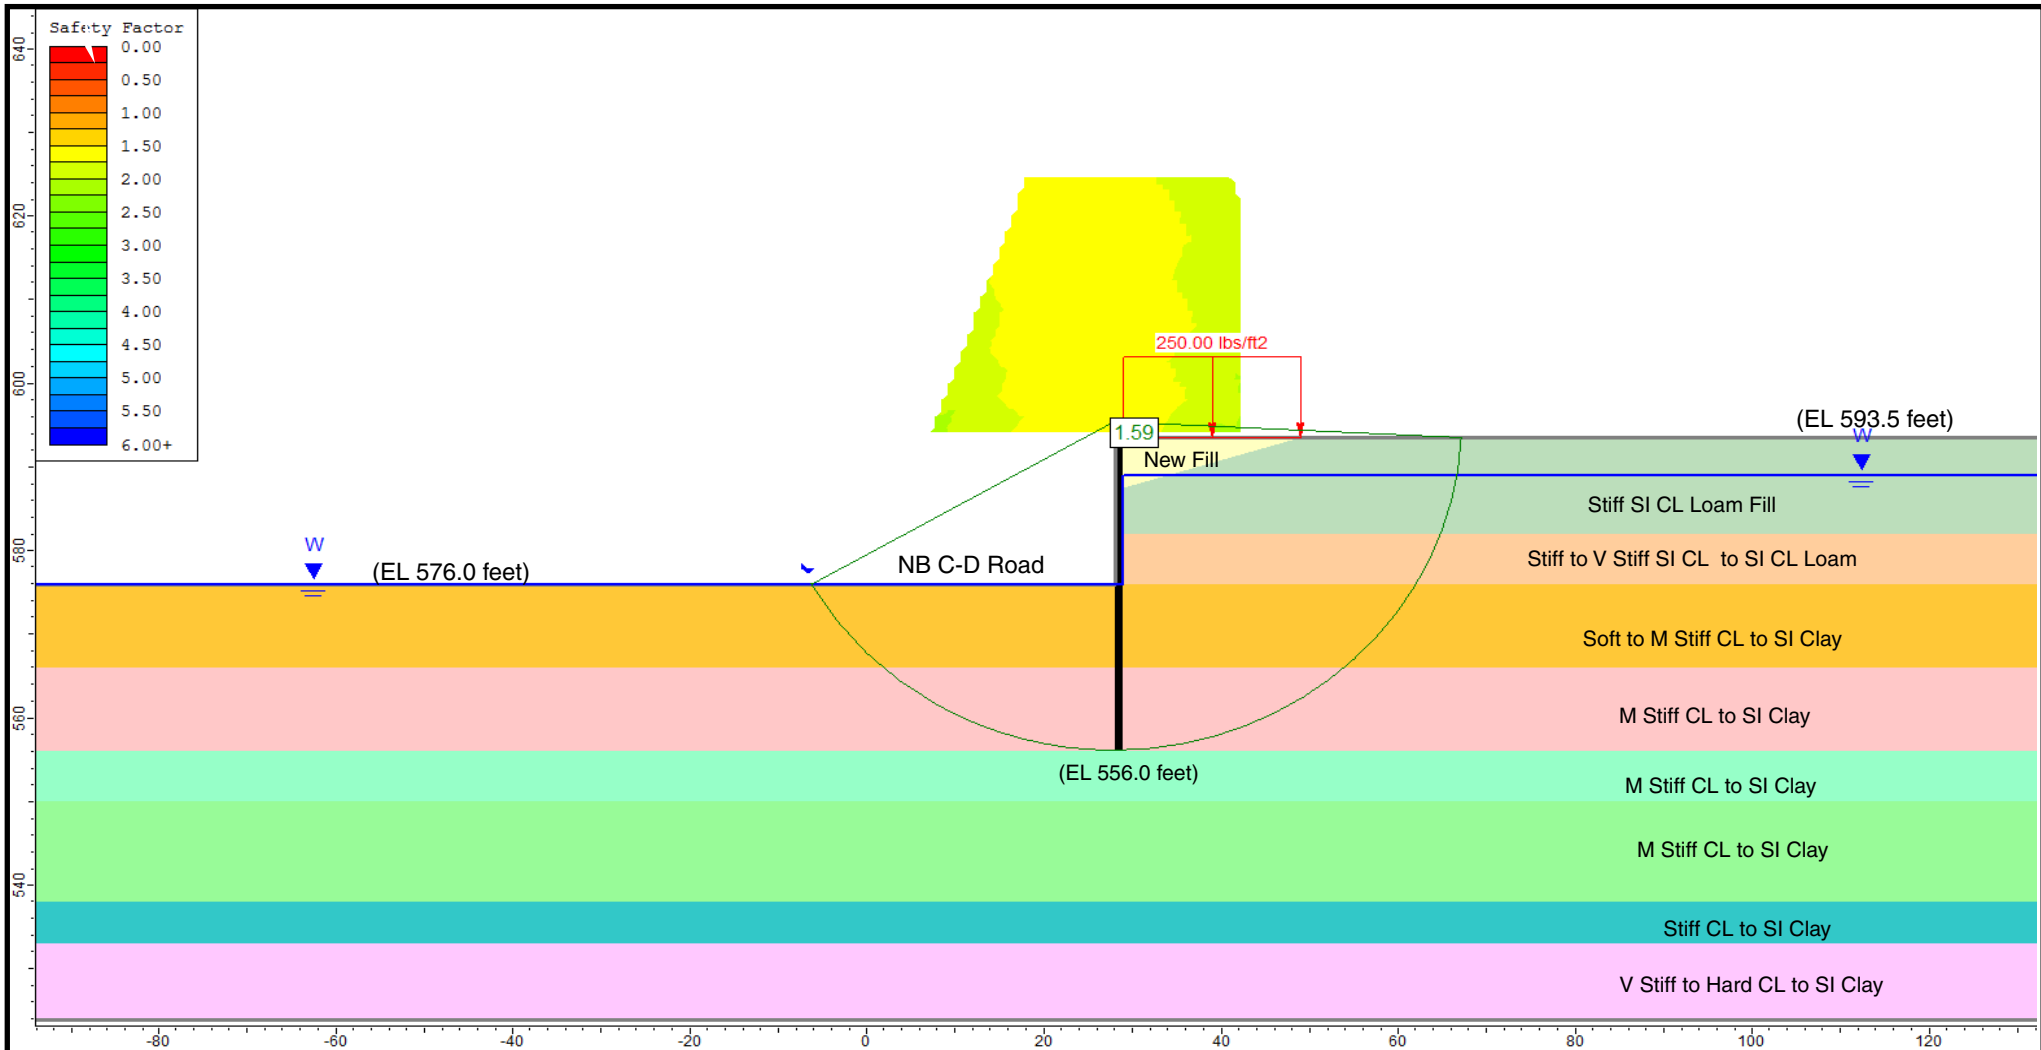 Safety Factor
0.00
0.50
1.00
1.50
2.00
2.50
3.00
3.50
4.00
4.50
5.00
5.50
6.00+
640
620
600
580
560
540
250.00 lbs/ft2
1.59
New Fill
(EL 593.5 feet)
W
Stiff SI CL Loam Fill
W
(EL 576.0 feet)
NB C-D Road
Stiff to V Stiff SI CL to SI CL Loam
Soft to M Stiff CL to SI Clay
M Stiff CL to SI Clay
(EL 556.0 feet)
M Stiff CL to SI Clay
M Stiff CL to SI Clay
Stiff CL to SI Clay
V Stiff to Hard CL to SI Clay
-80 -60 -40 -20 0 20 40 60 80 100 120